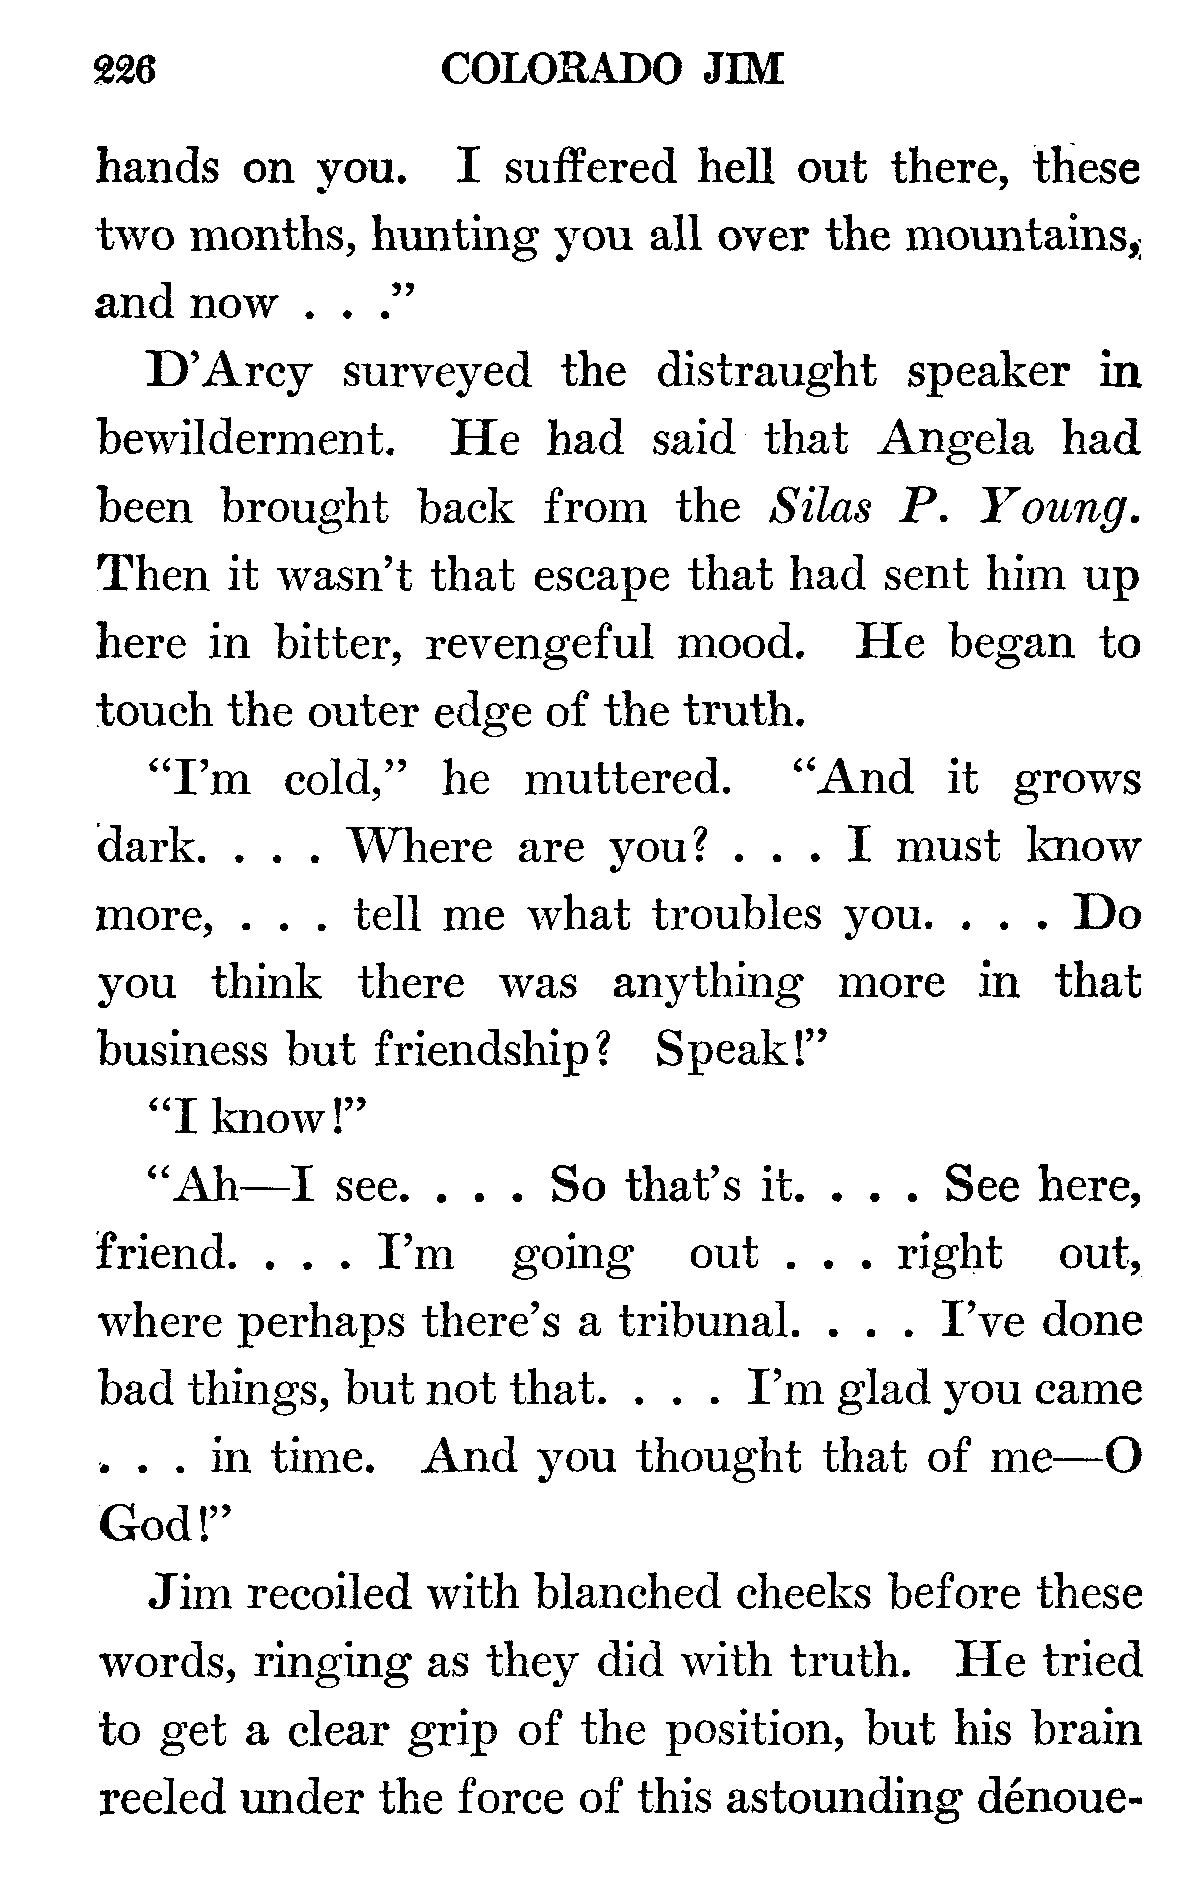 226 COLORADO JIM
hands on you. I suffered hell out there, these
two months, hunting you all over the mountains,
and now . . ."
D'Arcy surveyed the distraught speaker in
bewilderment. He had said that Angela had
been brought back from the Silas P. Young.
Then it wasn't that escape that had sent him up
here in bitter, revengeful mood. He began to
touch the outer edge of the truth.
"I'm cold," he muttered. "And it grows
dark. . . . Where are you? . . . I must know
more, . . . tell me what troubles you. . . . Do
you think there was anything more in that
business but friendship? Speak!"
"I know!"
"Ah—I see. . . . So that's it. . . . See here,
friend. . . . I'm going out . . . right out,
where perhaps there's a tribunal. . . . I've done
bad things, but not that. . . . I'm glad you came
. . . in time. And you thought that of me—O
God!"
Jim recoiled with blanched cheeks before these
words, ringing as they did with truth. He tried
to get a clear grip of the position, but his brain
reeled under the force of this astounding dénoue-